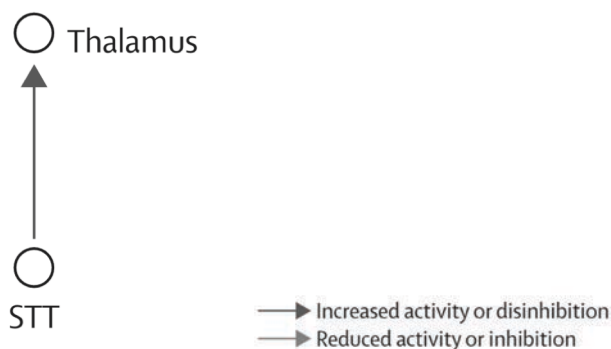 Thalamus
STT
Increased activity or disinhibition
Reduced activity or inhibition